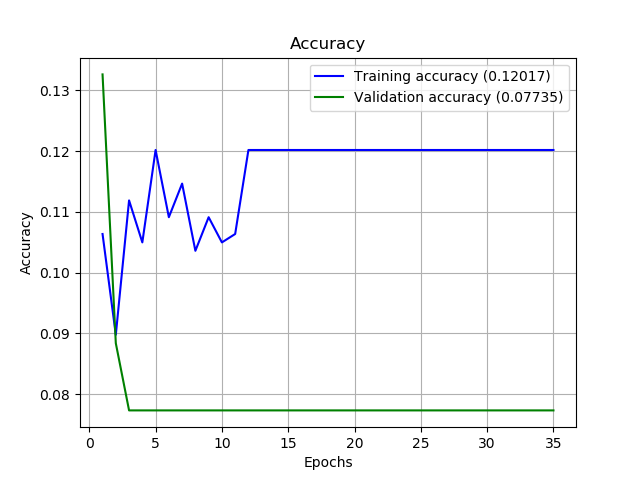 Accuracy
Training accuracy (0.12017)
Validation accuracy (0.07735)
0.13
0.12
0.11
0.10
0.09
0.08
Accuracy
0 5 10 15 20 25 30 35
Epochs